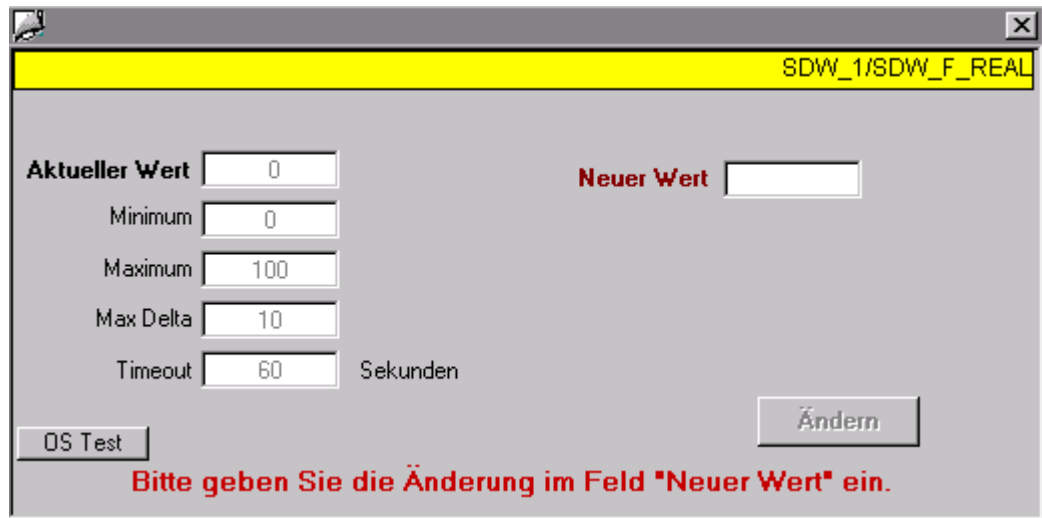 SDW_1/SDW_F_REAL
Aktueller Wert 0
Neuer Wert
Minimum 0
Maximum 100
Max Delta 10
Timeout 60 Sekunden
Ändern
OS Test
Bitte geben Sie die Änderung im Feld "Neuer Wert" ein.